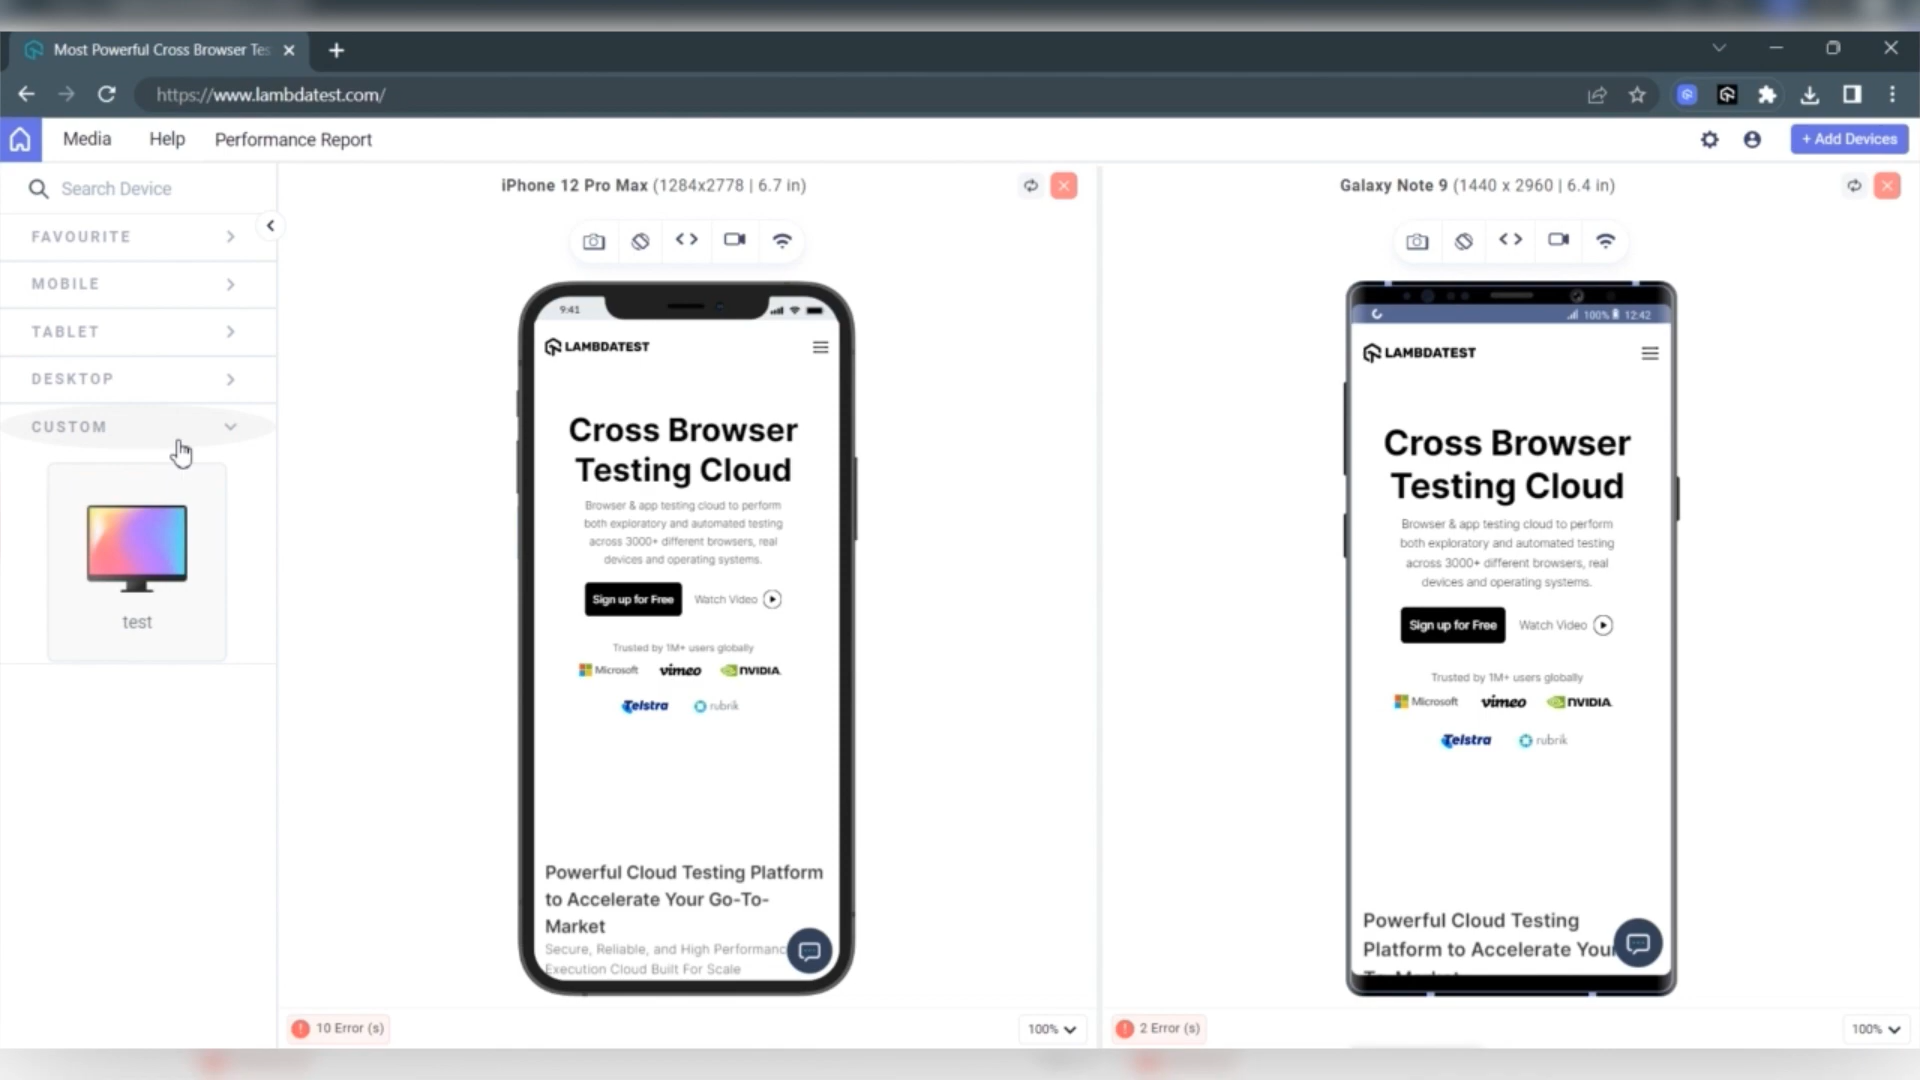 Most Powerful Cross Browser Tes
https://www.lambdatest.com/
Media Help Performance Report
+ Add Devices
Search Device
FAVOURITE
MOBILE
TABLET
DESKTOP
CUSTOM
test
iPhone 12 Pro Max (1284x2778 | 6.7 in)
9:41
LAMBDATEST
Cross Browser
Testing Cloud
Browser & app testing cloud to perform
both exploratory and automated testing
across 3000+ different browsers, real
devices and operating systems.
Sign up for Free Watch Video
Trusted by 1M+ users globally
Microsoft vimeo NVIDIA
Telstra rubrik
Powerful Cloud Testing Platform
to Accelerate Your Go-To-
Market
Secure, Reliable, and High Performanc
Execution Cloud Built For Scale
10 Error (s)
100%
Galaxy Note 9 (1440 x 2960 | 6.4 in)
100% 12:42
LAMBDATEST
Cross Browser
Testing Cloud
Browser & app testing cloud to perform
both exploratory and automated testing
across 3000+ different browsers, real
devices and operating systems.
Sign up for Free Watch Video
Trusted by 1M+ users globally
Microsoft vimeo NVIDIA
Telstra rubrik
Powerful Cloud Testing
Platform to Accelerate You
2 Error (s)
100%